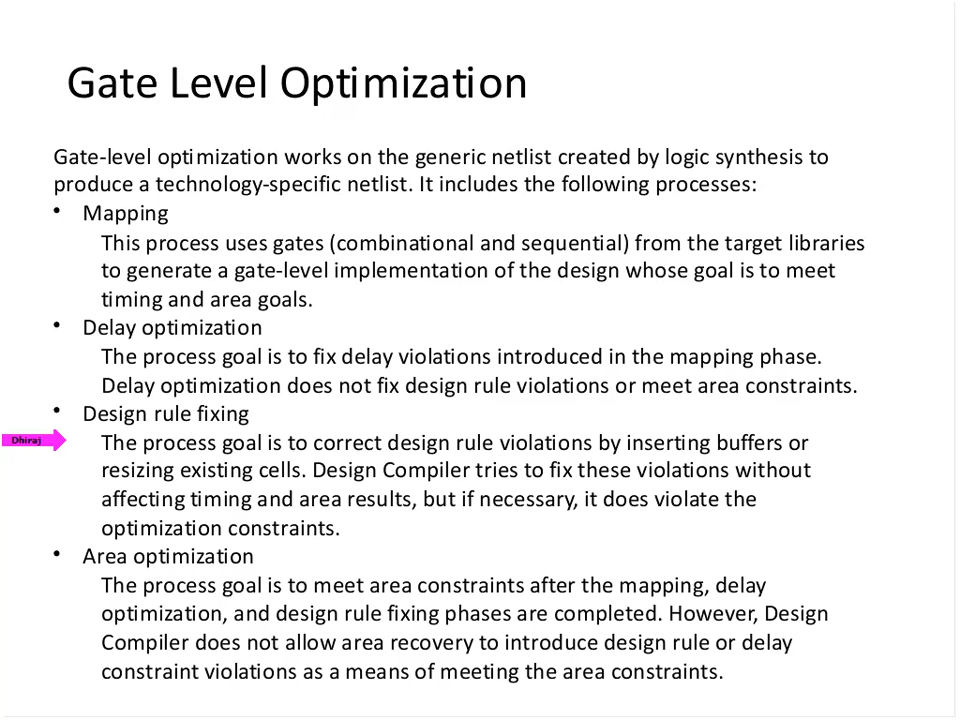 Gate Level Optimization
Gate-level optimization works on the generic netlist created by logic synthesis to
produce a technology-specific netlist. It includes the following processes:
• Mapping
This process uses gates (combinational and sequential) from the target libraries
to generate a gate-level implementation of the design whose goal is to meet
timing and area goals.
• Delay optimization
The process goal is to fix delay violations introduced in the mapping phase.
Delay optimization does not fix design rule violations or meet area constraints.
• Design rule fixing
Dhiraj
The process goal is to correct design rule violations by inserting buffers or
resizing existing cells. Design Compiler tries to fix these violations without
affecting timing and area results, but if necessary, it does violate the
optimization constraints.
• Area optimization
The process goal is to meet area constraints after the mapping, delay
optimization, and design rule fixing phases are completed. However, Design
Compiler does not allow area recovery to introduce design rule or delay
constraint violations as a means of meeting the area constraints.